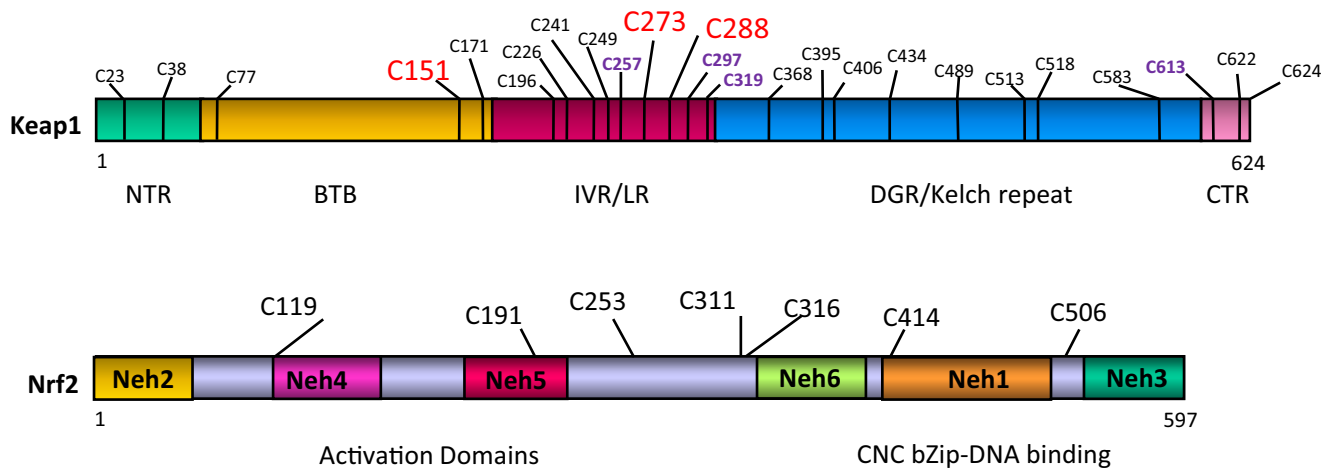 C23 C38 C77 C151 C171 C196 C226 C241 C249 C257 C273 C288 C297 C319 C368 C395 C406 C434 C489 C513 C518 C583 C613 C622 C624
Keap1
1 624
NTR BTB IVR/LR DGR/Kelch repeat CTR
C119 C191 C253 C311 C316 C414 C506
Nrf2 Neh2 Neh4 Neh5 Neh6 Neh1 Neh3
1 597
Activation Domains CNC bZip-DNA binding